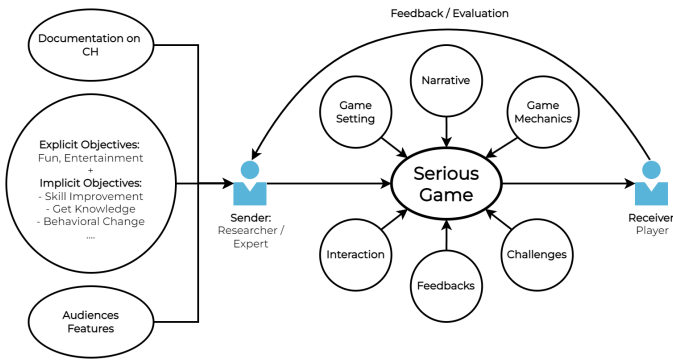 Feedback / Evaluation
Documentation on
CH
Explicit Objectives:
Fun, Entertainment
+
Implicit Objectives:
- Skill Improvement
- Get Knowledge
- Behavioral Change
....
Audiences
Features
Sender:
Researcher /
Expert
Game
Setting
Narrative
Game
Mechanics
Serious
Game
Interaction
Feedbacks
Challenges
Receiver
Player